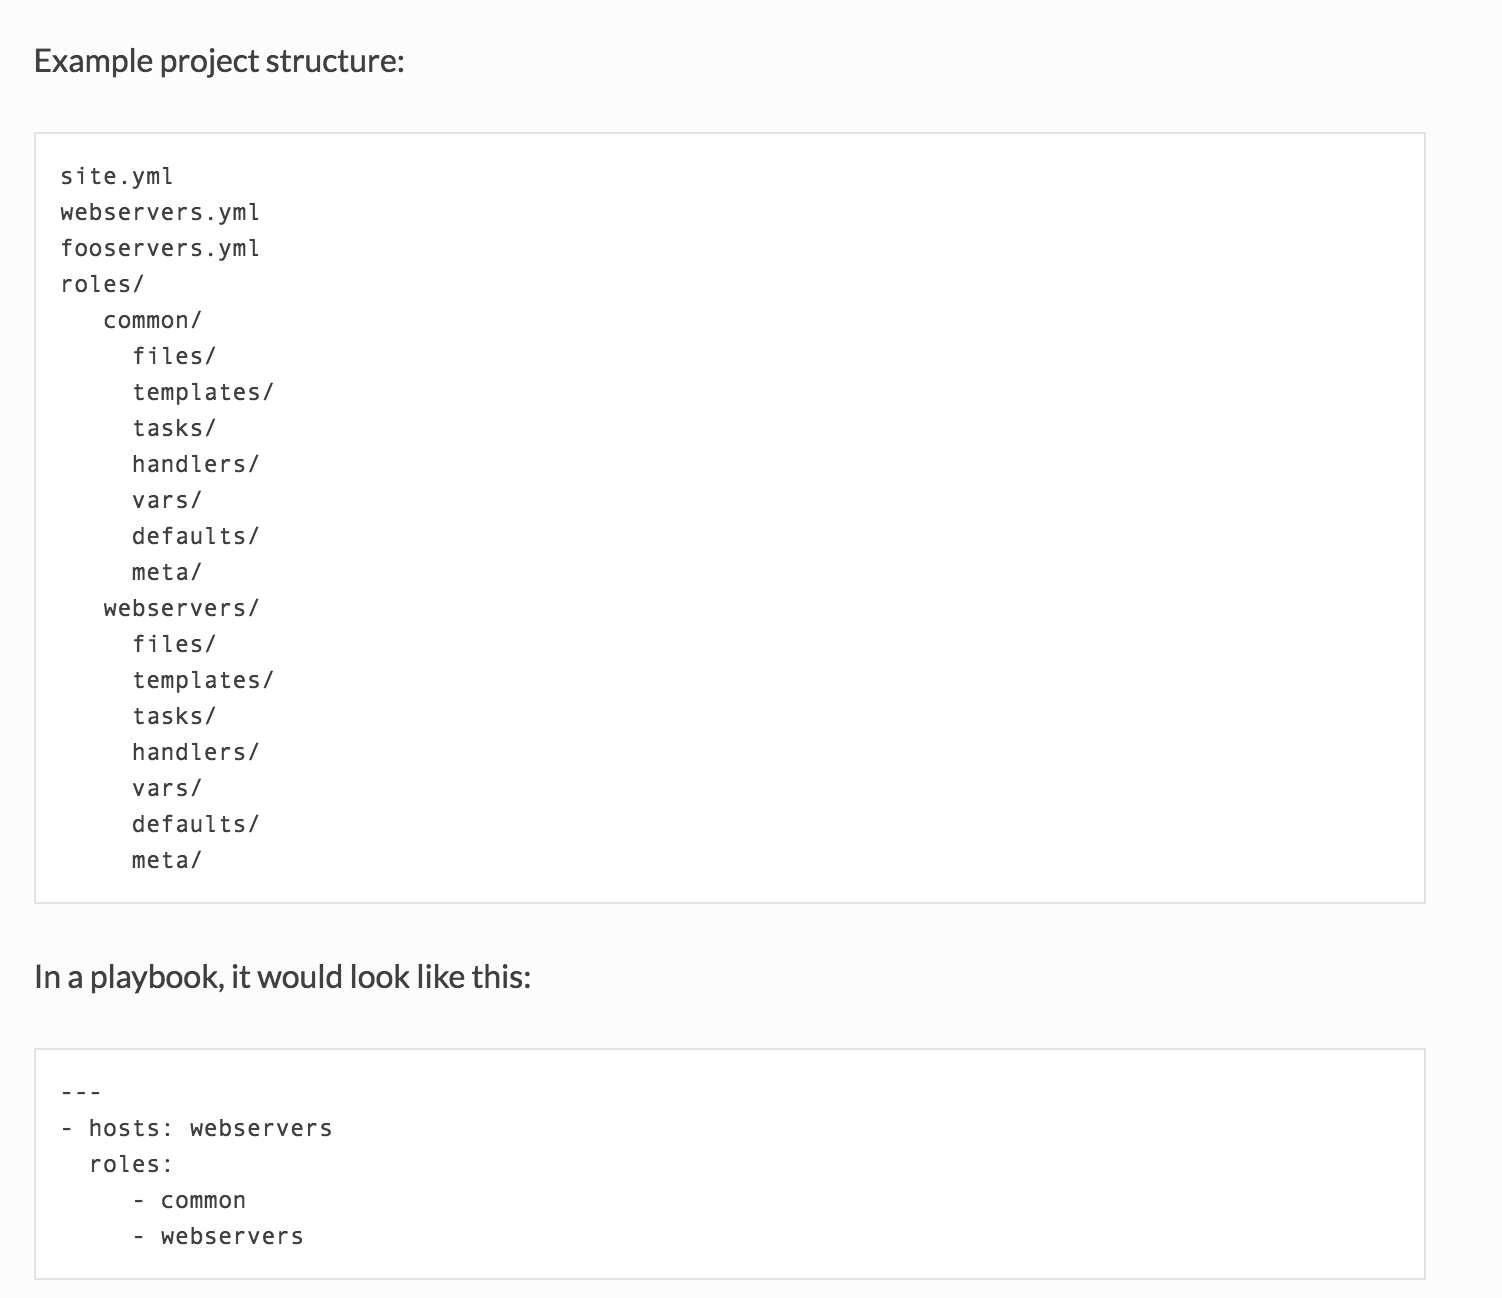 Example project structure:
site.yml
webservers.yml
fooservers.yml
roles/
   common/
     files/
     templates/
     tasks/
     handlers/
     vars/
     defaults/
     meta/
   webservers/
     files/
     templates/
     tasks/
     handlers/
     vars/
     defaults/
     meta/
In a playbook, it would look like this:
---
- hosts: webservers
  roles:
     - common
     - webservers